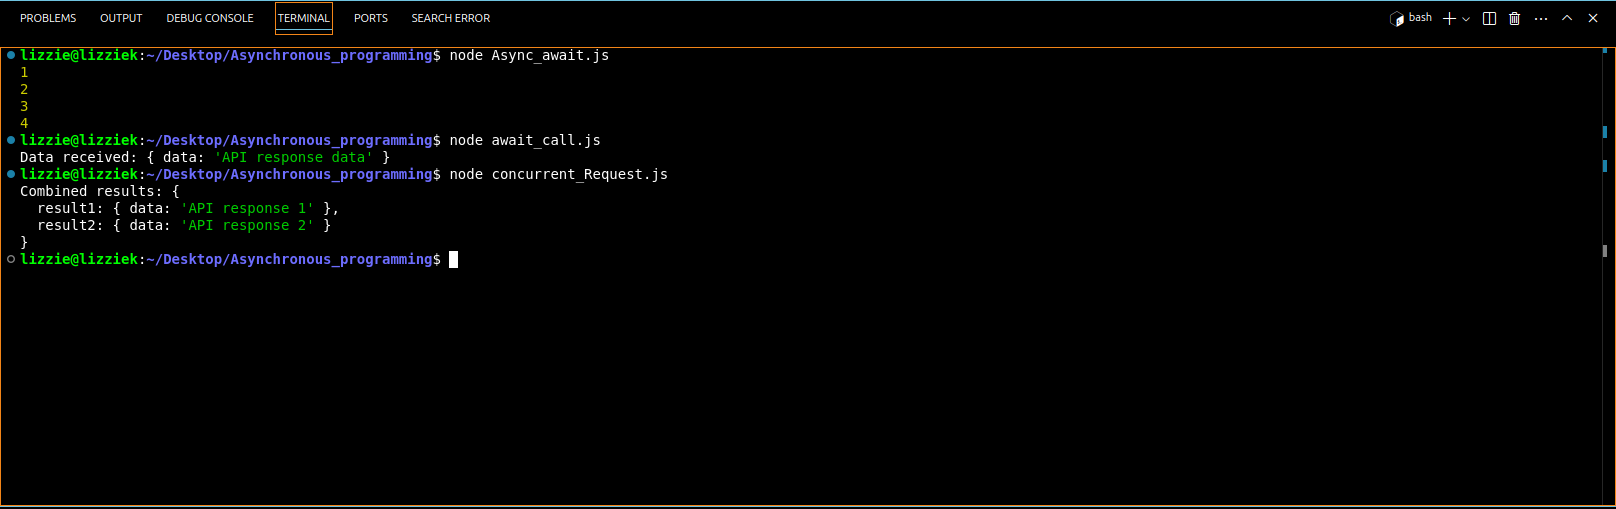 PROBLEMS OUTPUT DEBUG CONSOLE TERMINAL PORTS SEARCH ERROR bash
lizzie@lizziek:~/Desktop/Asynchronous_programming$ node Async_await.js
1
2
3
4
lizzie@lizziek:~/Desktop/Asynchronous_programming$ node await_call.js
Data received: { data: 'API response data' }
lizzie@lizziek:~/Desktop/Asynchronous_programming$ node concurrent_Request.js
Combined results: {
  result1: { data: 'API response 1' },
  result2: { data: 'API response 2' }
}
lizzie@lizziek:~/Desktop/Asynchronous_programming$